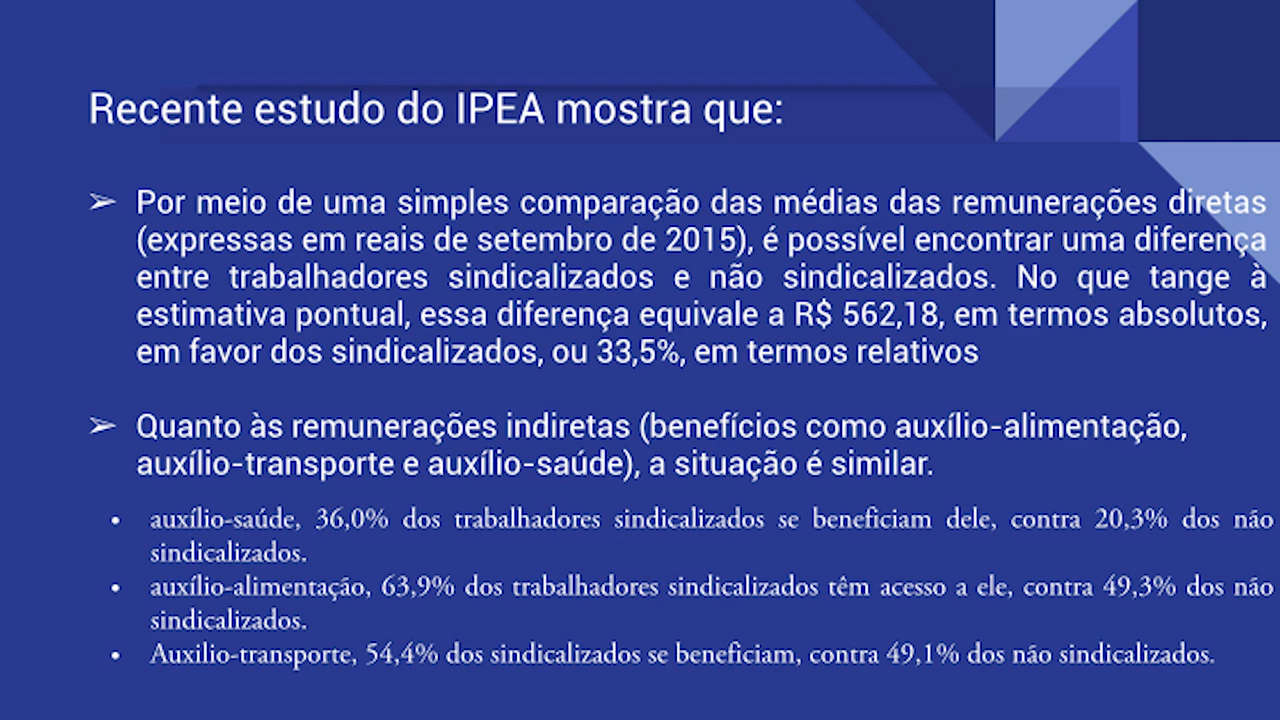 Recente estudo do IPEA mostra que:
➢ Por meio de uma simples comparação das médias das remunerações diretas
(expressas em reais de setembro de 2015), é possível encontrar uma diferença
entre trabalhadores sindicalizados e não sindicalizados. No que tange à
estimativa pontual, essa diferença equivale a R$ 562,18, em termos absolutos,
em favor dos sindicalizados, ou 33,5%, em termos relativos
➢ Quanto às remunerações indiretas (benefícios como auxílio-alimentação,
auxílio-transporte e auxílio-saúde), a situação é similar.
• auxílio-saúde, 36,0% dos trabalhadores sindicalizados se beneficiam dele, contra 20,3% dos não
sindicalizados.
• auxílio-alimentação, 63,9% dos trabalhadores sindicalizados têm acesso a ele, contra 49,3% dos não
sindicalizados.
• Auxilio-transporte, 54,4% dos sindicalizados se beneficiam, contra 49,1% dos não sindicalizados.